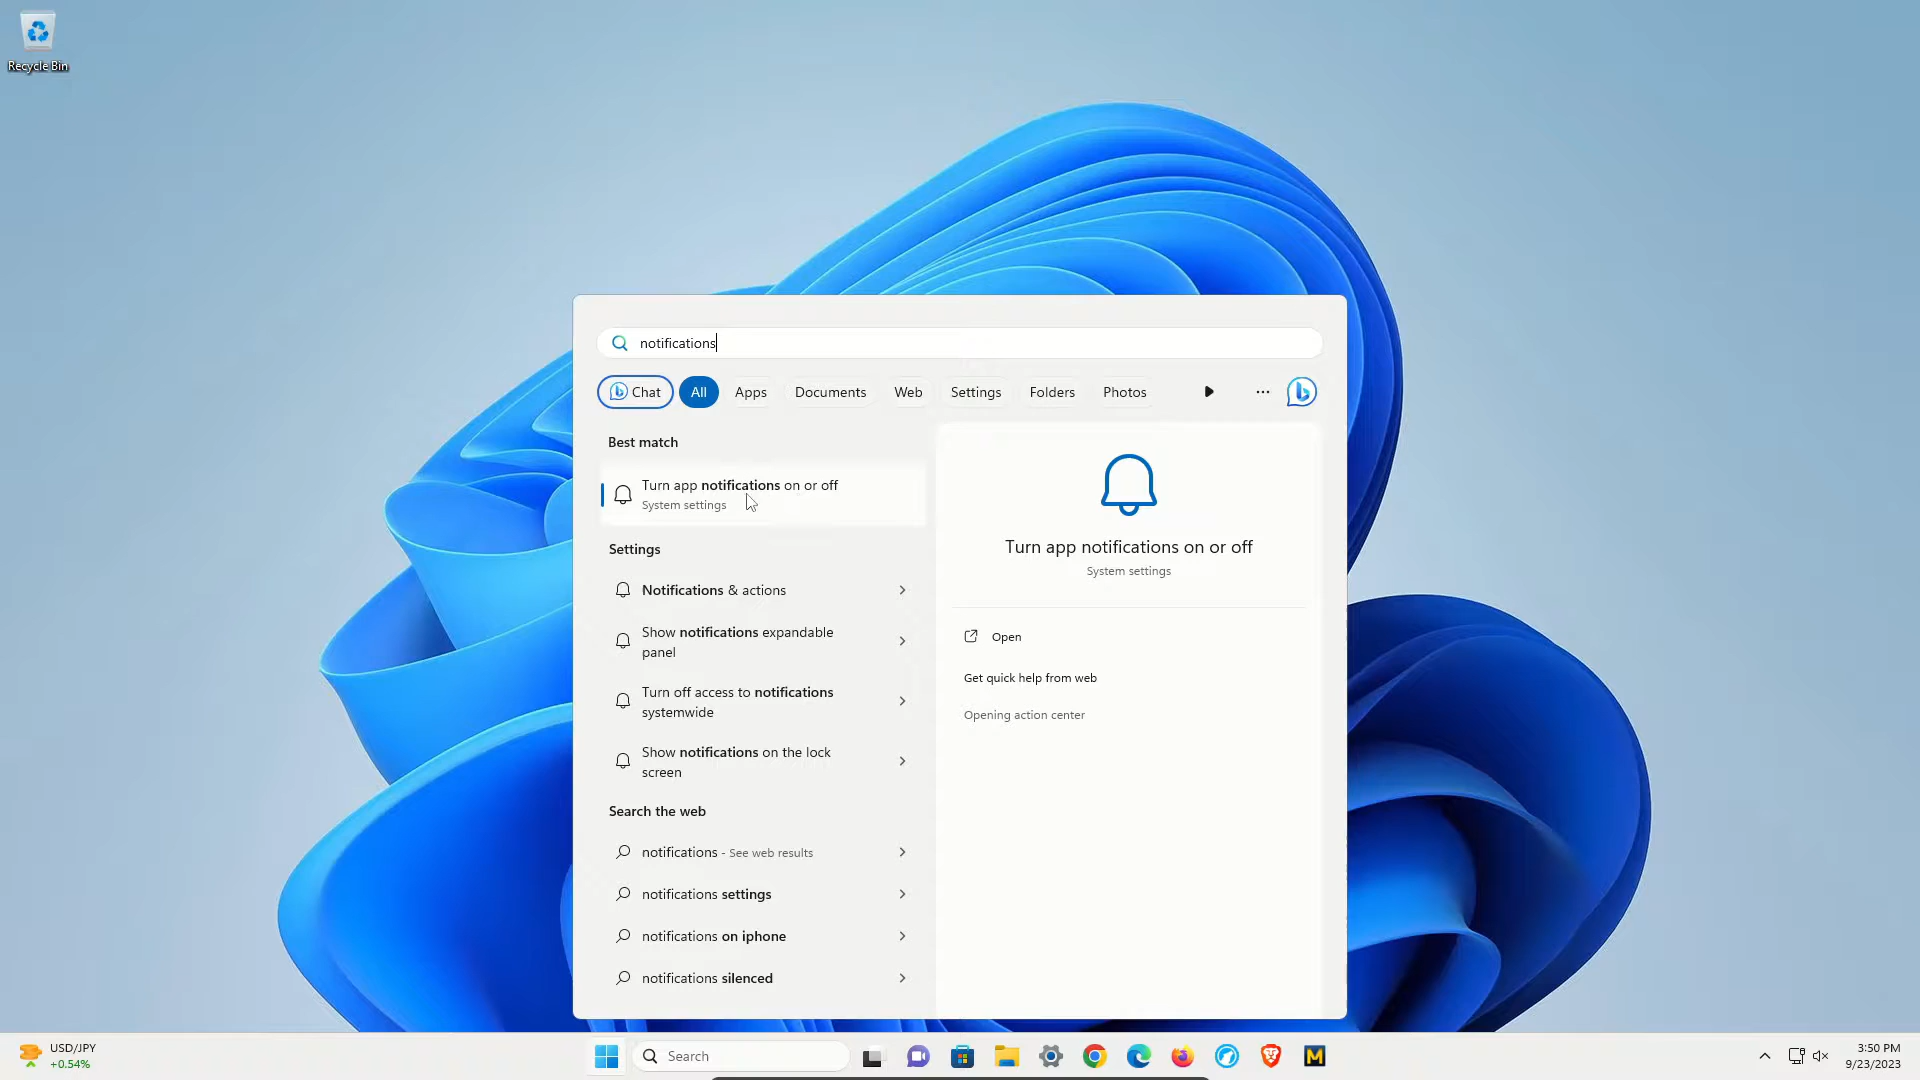 Recycle Bin
notifications
Chat
All
Apps
Documents
Web
Settings
Folders
Photos
Best match
Turn app notifications on or off
System settings
Settings
Notifications & actions
Show notifications expandable
panel
Turn off access to notifications
systemwide
Show notifications on the lock
screen
Search the web
notifications - See web results
notifications settings
notifications on iphone
notifications silenced
Turn app notifications on or off
System settings
Open
Get quick help from web
Opening action center
USD/JPY
+0.54%
Search
M
3:50 PM
9/23/2023